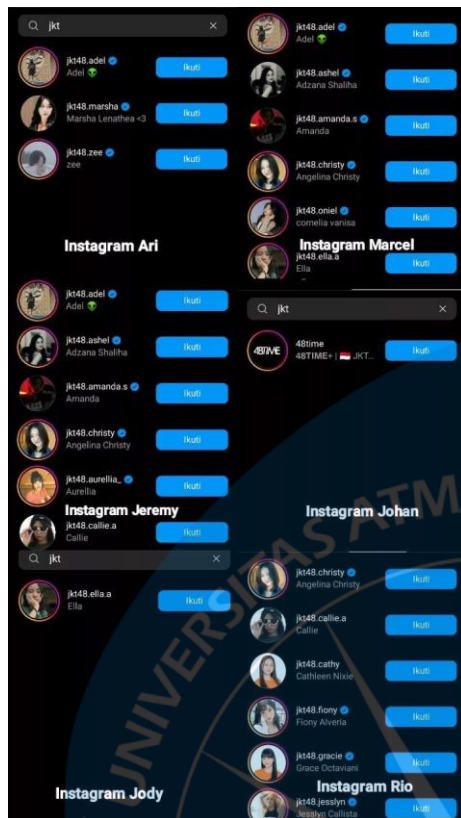 jkt
jkt48.adel
Adel
Ikuti
jkt48.marsha
Marsha Lenathea <3
Ikuti
jkt48.zee
zee
Ikuti
Instagram Ari
jkt48.adel
Adel
Ikuti
jkt48.ashel
Adzana Shaliha
Ikuti
jkt48.amanda.s
Amanda
Ikuti
jkt48.christy
Angelina Christy
Ikuti
jkt48.oniel
cornelia vanisa
Ikuti
Instagram Marcel
jkt48.ella.a
Ella
Ikuti
jkt48.adel
Adel
Ikuti
jkt48.ashel
Adzana Shaliha
Ikuti
jkt48.amanda.s
Amanda
Ikuti
jkt48.christy
Angelina Christy
Ikuti
jkt48.aurellia_
Aurellia
Ikuti
Instagram Jeremy
jkt48.callie.a
Callie
Ikuti
jkt
48TIME
48time
48TIME+ | JKT...
Ikuti
Instagram Johan
jkt
jkt48.ella.a
Ella
Ikuti
Instagram Jody
jkt48.christy
Angelina Christy
Ikuti
jkt48.callie.a
Callie
Ikuti
jkt48.cathy
Cathleen Nixie
Ikuti
jkt48.fiony
Fiony Alveria
Ikuti
jkt48.gracie
Grace Octaviani
Ikuti
Instagram Rio
jkt48.jesslyn
Jesslyn Callista
Ikuti
UNIVERSITAS ATM